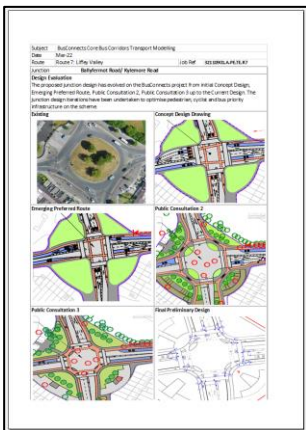 Subject BusConnects Core Bus Corridors Transport Modelling
Date Mar-22
Route Route 7: Liffey Valley Job Ref
Junction Ballyfermot Road/ Kylemore Road
Design Evaluation
The proposed junction design has evolved on the BusConnects project from Initial Concept Design,
Emerging Preferred Route, Public Consultation 2, Public Consultation 3 up to the Current Design. The
junction design iterations have been undertaken to optimise pedestrian, cyclist and bus priority
infrastructure on the scheme.
Existing Concept Design Drawing
Emerging Preferred Route Public Consultation 2
Public Consultation 3 Final Preliminary Design